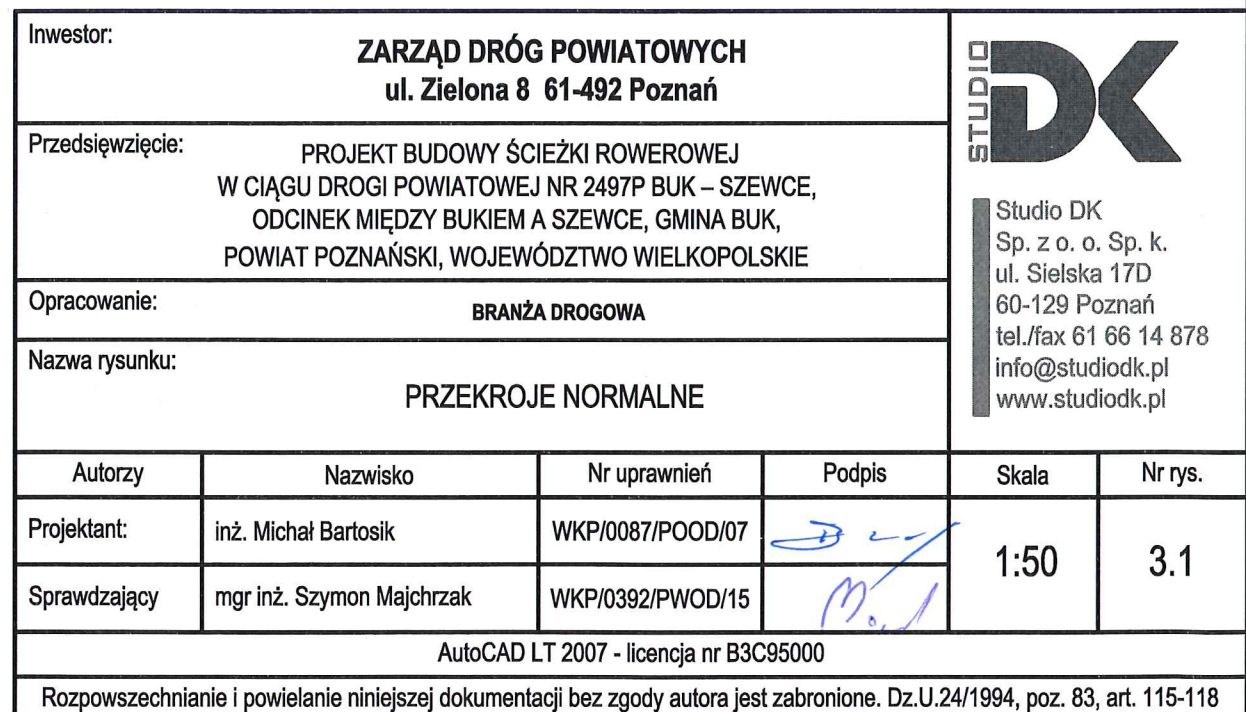 Inwestor:
ZARZĄD DRÓG POWIATOWYCH
ul. Zielona 8 61-492 Poznań
Przedsięwzięcie:
PROJEKT BUDOWY ŚCIEŻKI ROWEROWEJ
W CIĄGU DROGI POWIATOWEJ NR 2497P BUK – SZEWCE,
ODCINEK MIĘDZY BUKIEM A SZEWCE, GMINA BUK,
POWIAT POZNAŃSKI, WOJEWÓDZTWO WIELKOPOLSKIE
Opracowanie:
BRANŻA DROGOWA
Nazwa rysunku:
PRZEKROJE NORMALNE
STUDIO
DK
Studio DK
Sp. z o. o. Sp. k.
ul. Sielska 17D
60-129 Poznań
tel./fax 61 66 14 878
info@studiodk.pl
www.studiodk.pl
Autorzy Nazwisko Nr uprawnień Podpis Skala Nr rys.
Projektant: inż. Michał Bartosik WKP/0087/POOD/07
1:50 3.1
Sprawdzający mgr inż. Szymon Majchrzak WKP/0392/PWOD/15
AutoCAD LT 2007 - licencja nr B3C95000
Rozpowszechnianie i powielanie niniejszej dokumentacji bez zgody autora jest zabronione. Dz.U.24/1994, poz. 83, art. 115-118